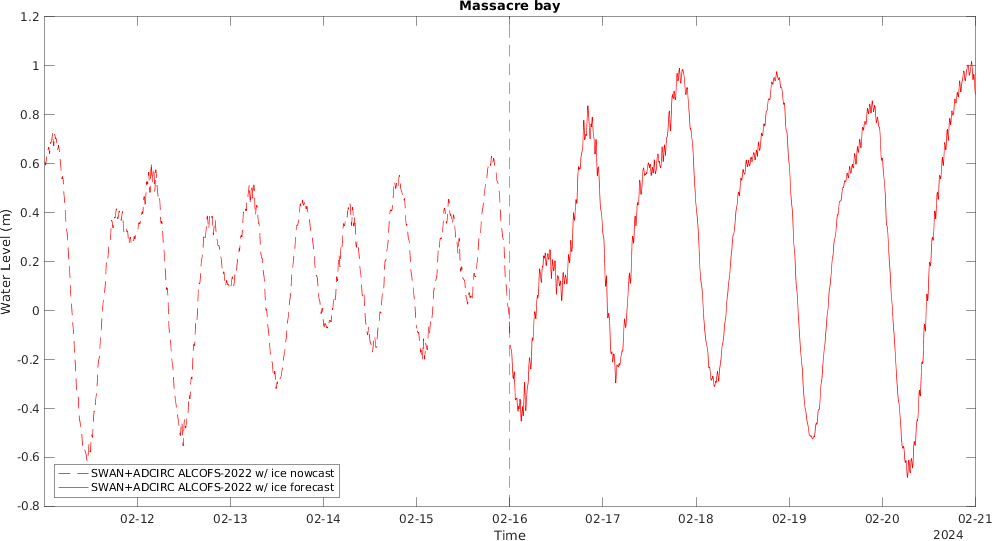 Massacre bay
1.2
1
0.8
0.6
0.4
0.2
0
-0.2
-0.4
-0.6
-0.8
Water Level (m)
SWAN+ADCIRC ALCOFS-2022 w/ ice nowcast
SWAN+ADCIRC ALCOFS-2022 w/ ice forecast
02-12 02-13 02-14 02-15 02-16 02-17 02-18 02-19 02-20 02-21
Time
2024